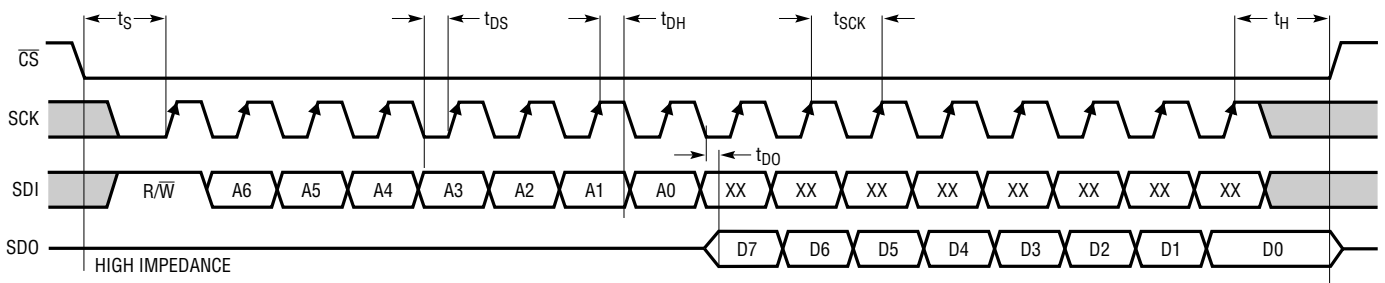 tS tDS tDH tSCK tH
C̅S̅
SCK
tDO
SDI R/W̅ A6 A5 A4 A3 A2 A1 A0 XX XX XX XX XX XX XX XX
SDO D7 D6 D5 D4 D3 D2 D1 D0
HIGH IMPEDANCE